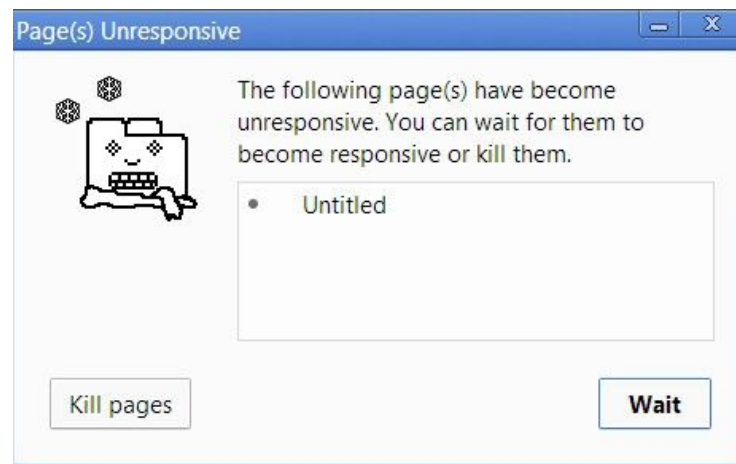 Page(s) Unresponsive
The following page(s) have become
unresponsive. You can wait for them to
become responsive or kill them.
Untitled
Kill pages
Wait